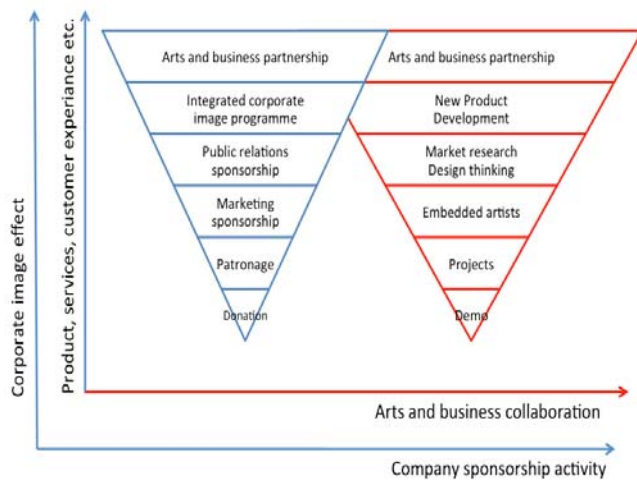 Corporate image effect
Product, services, customer experiance etc.
Arts and business partnership
Integrated corporate
image programme
Public relations
sponsorship
Marketing
sponsorship
Patronage
Donation
Arts and business partnership
New Product
Development
Market research
Design thinking
Embedded artists
Projects
Demo
Arts and business collaboration
Company sponsorship activity